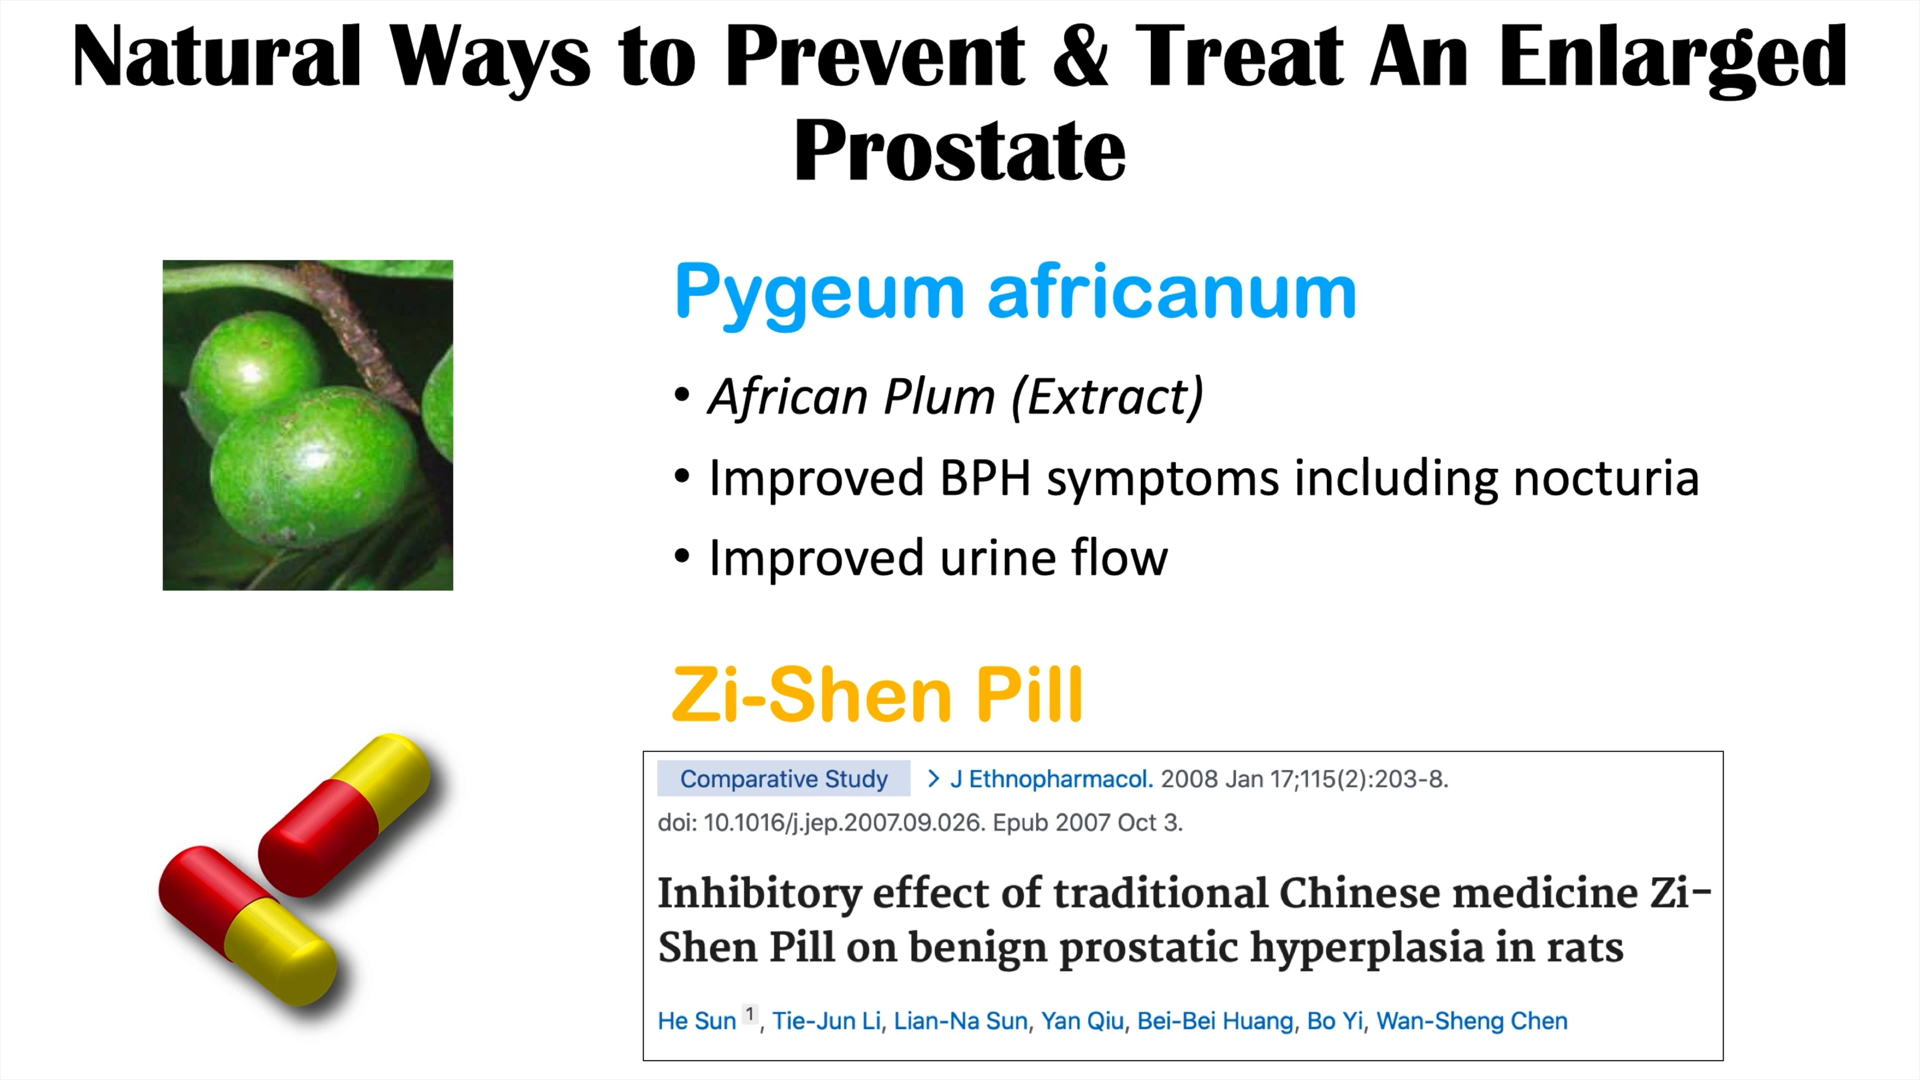 Natural Ways to Prevent & Treat An Enlarged
Prostate
Pygeum africanum
• African Plum (Extract)
• Improved BPH symptoms including nocturia
• Improved urine flow
Zi-Shen Pill
Comparative Study > J Ethnopharmacol. 2008 Jan 17;115(2):203-8.
doi: 10.1016/j.jep.2007.09.026. Epub 2007 Oct 3.
Inhibitory effect of traditional Chinese medicine Zi-
Shen Pill on benign prostatic hyperplasia in rats
He Sun 1, Tie-Jun Li, Lian-Na Sun, Yan Qiu, Bei-Bei Huang, Bo Yi, Wan-Sheng Chen